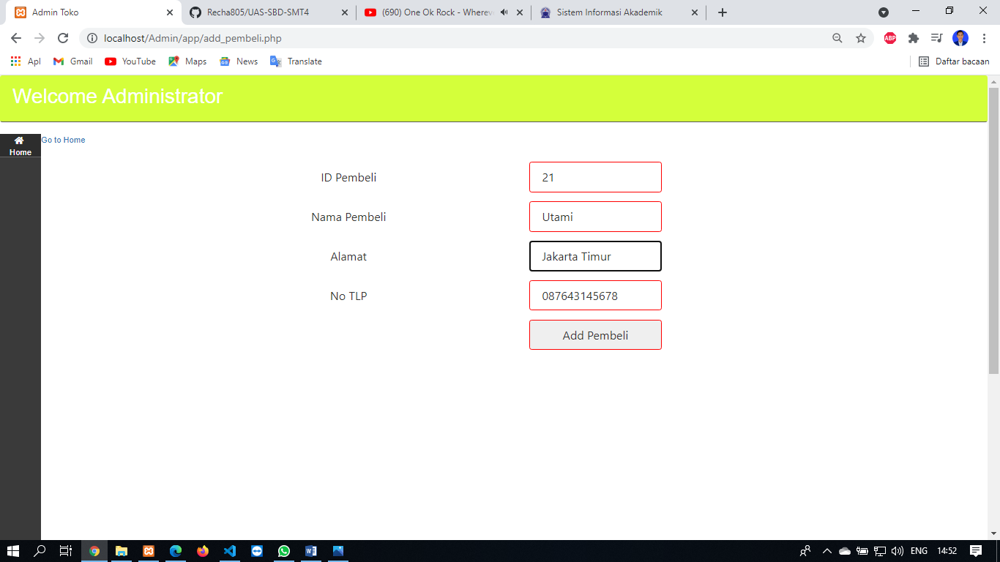 Admin Toko
Recha805/UAS-SBD-SMT4
(690) One Ok Rock - Wherev
Sistem Informasi Akademik
localhost/Admin/app/add_pembeli.php
ABP
Apl
Gmail
YouTube
Maps
News
Translate
Daftar bacaan
Welcome Administrator
Home
Go to Home
ID Pembeli 21
Nama Pembeli Utami
Alamat Jakarta Timur
No TLP 087643145678
Add Pembeli
ENG 14:52